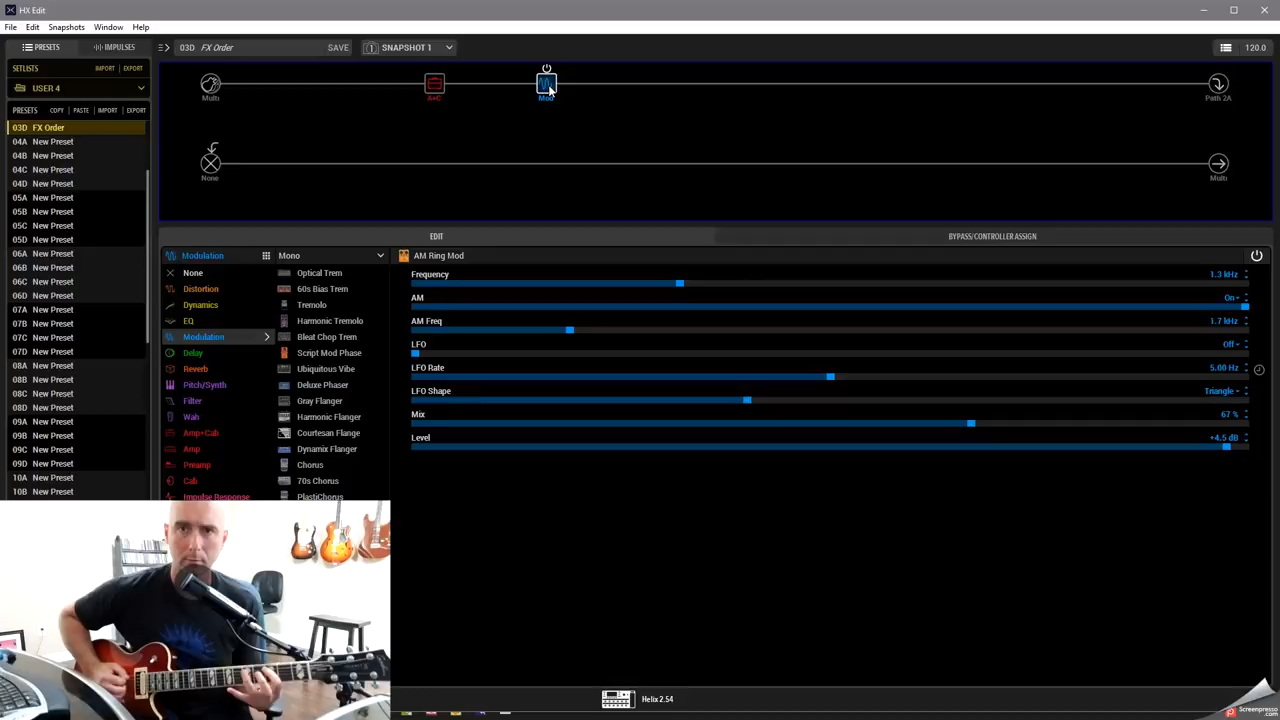 HX Edit
File Edit Snapshots Window Help
PRESETS IMPULSES 03D FX Order SAVE 1 SNAPSHOT 1 120.0
SETLISTS IMPORT EXPORT
USER 4
PRESETS COPY PASTE IMPORT EXPORT
03D FX Order
04A New Preset
04B New Preset
04C New Preset
04D New Preset
05A New Preset
05B New Preset
05C New Preset
05D New Preset
06A New Preset
06B New Preset
06C New Preset
06D New Preset
07A New Preset
07B New Preset
07C New Preset
07D New Preset
08A New Preset
08B New Preset
08C New Preset
08D New Preset
09A New Preset
09B New Preset
09C New Preset
09D New Preset
10A New Preset
10B New Preset
Multi A+C Mod Path 2A
None Multi
EDIT BYPASS/CONTROLLER ASSIGN
Modulation Mono
None
Distortion
Dynamics
EQ
Modulation
Delay
Reverb
Pitch/Synth
Filter
Wah
Amp+Cab
Amp
Preamp
Cab
Impulse Response
Optical Trem
60s Bias Trem
Tremolo
Harmonic Tremolo
Bleat Chop Trem
Script Mod Phase
Ubiquitous Vibe
Deluxe Phaser
Gray Flanger
Harmonic Flanger
Courtesan Flange
Dynamix Flanger
Chorus
70s Chorus
PlastiChorus
AM Ring Mod
Frequency 1.3 kHz
AM On
AM Freq 1.7 kHz
LFO Off
LFO Rate 5.00 Hz
LFO Shape Triangle
Mix 67 %
Level +4.5 dB
Helix 2.54
Screenpresso
.com